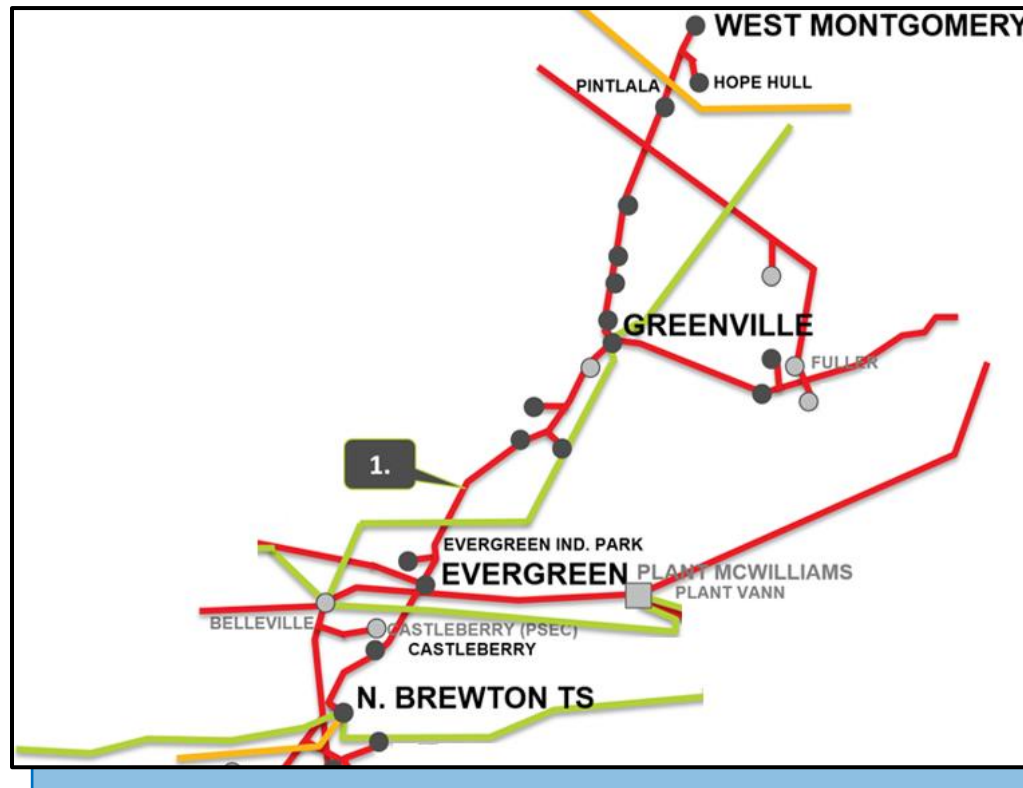 WEST MONTGOMERY
PINTLALA
HOPE HULL
GREENVILLE
FULLER
1.
EVERGREEN IND. PARK
EVERGREEN
PLANT MCWILLIAMS
PLANT VANN
BELLEVILLE
CASTLEBERRY (PSEC)
CASTLEBERRY
N. BREWTON TS